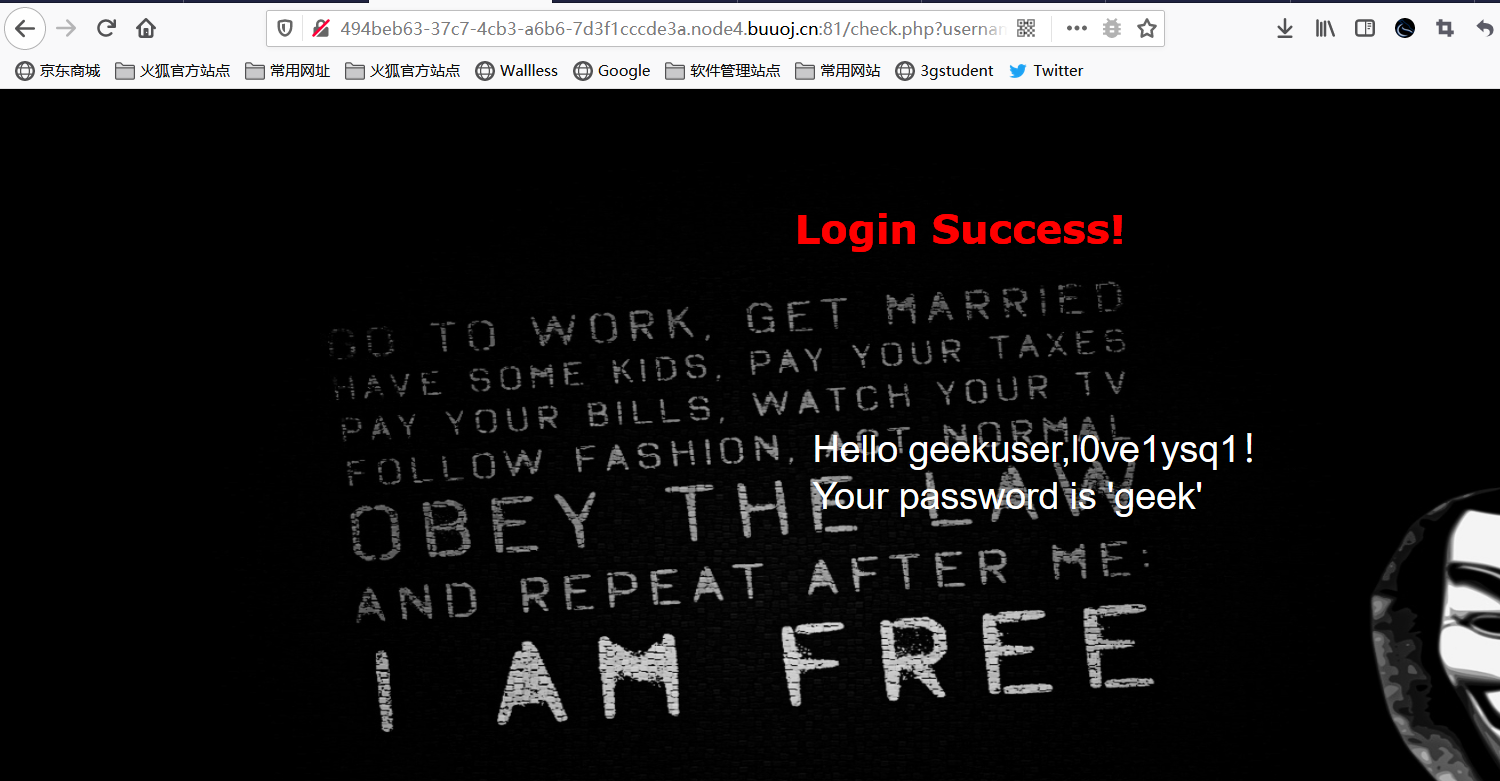 494beb63-37c7-4cb3-a6b6-7d3f1cccde3a.node4.buuoj.cn:81/check.php?usernan
京东商城 火狐官方站点 常用网址 火狐官方站点 Wallless Google 软件管理站点 常用网站 3gstudent Twitter
Login Success!
GO TO WORK, GET MARRIED
HAVE SOME KIDS, PAY YOUR TAXES
PAY YOUR BILLS, WATCH YOUR TV
FOLLOW FASHION, ACT NORMAL
Hello geekuser,l0ve1ysq1!
OBEY THE LAW
Your password is 'geek'
AND REPEAT AFTER ME:
I AM FREE